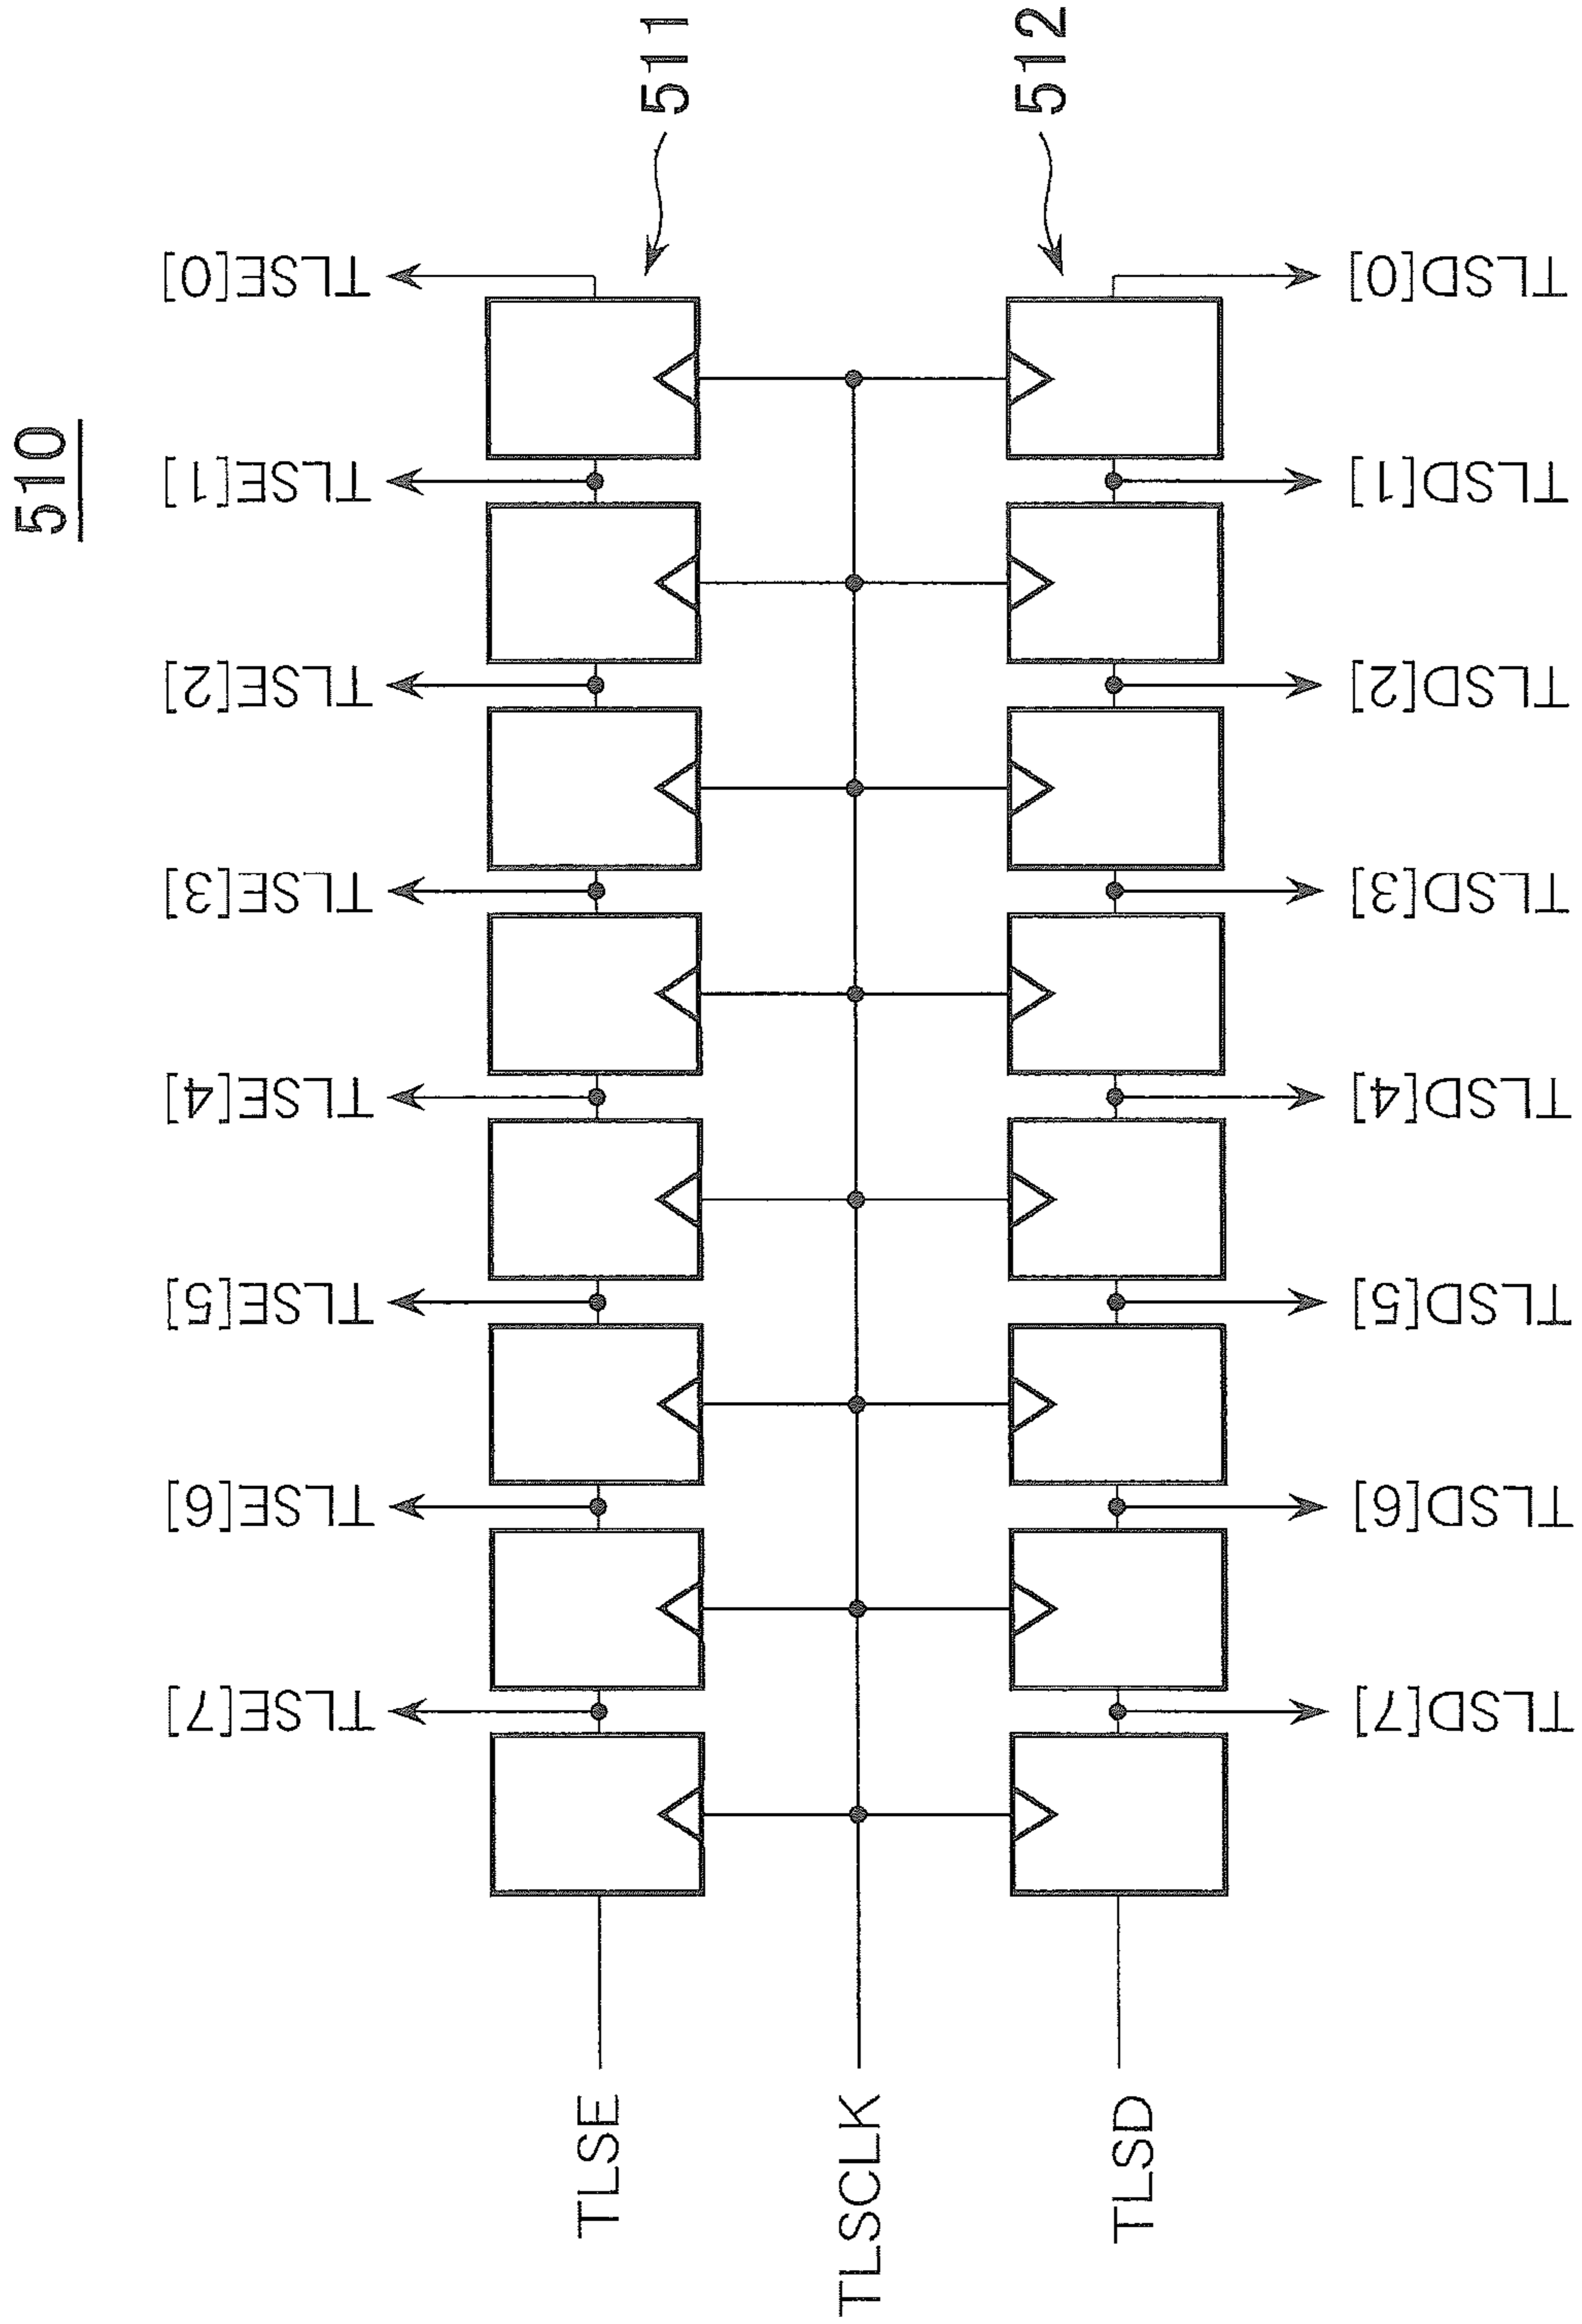 510
TLSE[7]
TLSE[6]
TLSE[5]
TLSE[4]
TLSE[3]
TLSE[2]
TLSE[1]
TLSE[0]
511
TLSE
TLSCLK
TLSD
512
TLSD[7]
TLSD[6]
TLSD[5]
TLSD[4]
TLSD[3]
TLSD[2]
TLSD[1]
TLSD[0]